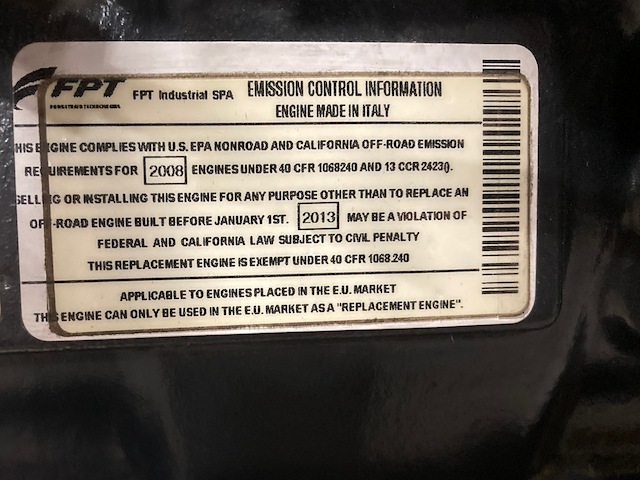 FPT
POWERTRAIN TECHNOLOGIES
FPT Industrial SPA
EMISSION CONTROL INFORMATION
ENGINE MADE IN ITALY
THIS ENGINE COMPLIES WITH U.S. EPA NONROAD AND CALIFORNIA OFF-ROAD EMISSION
REQUIREMENTS FOR 2008 ENGINES UNDER 40 CFR 1068240 AND 13 CCR 2423().
SELLING OR INSTALLING THIS ENGINE FOR ANY PURPOSE OTHER THAN TO REPLACE AN
OFF-ROAD ENGINE BUILT BEFORE JANUARY 1ST. 2013 MAY BE A VIOLATION OF
FEDERAL AND CALIFORNIA LAW SUBJECT TO CIVIL PENALTY
THIS REPLACEMENT ENGINE IS EXEMPT UNDER 40 CFR 1068.240
APPLICABLE TO ENGINES PLACED IN THE E.U. MARKET
THIS ENGINE CAN ONLY BE USED IN THE E.U. MARKET AS A "REPLACEMENT ENGINE".